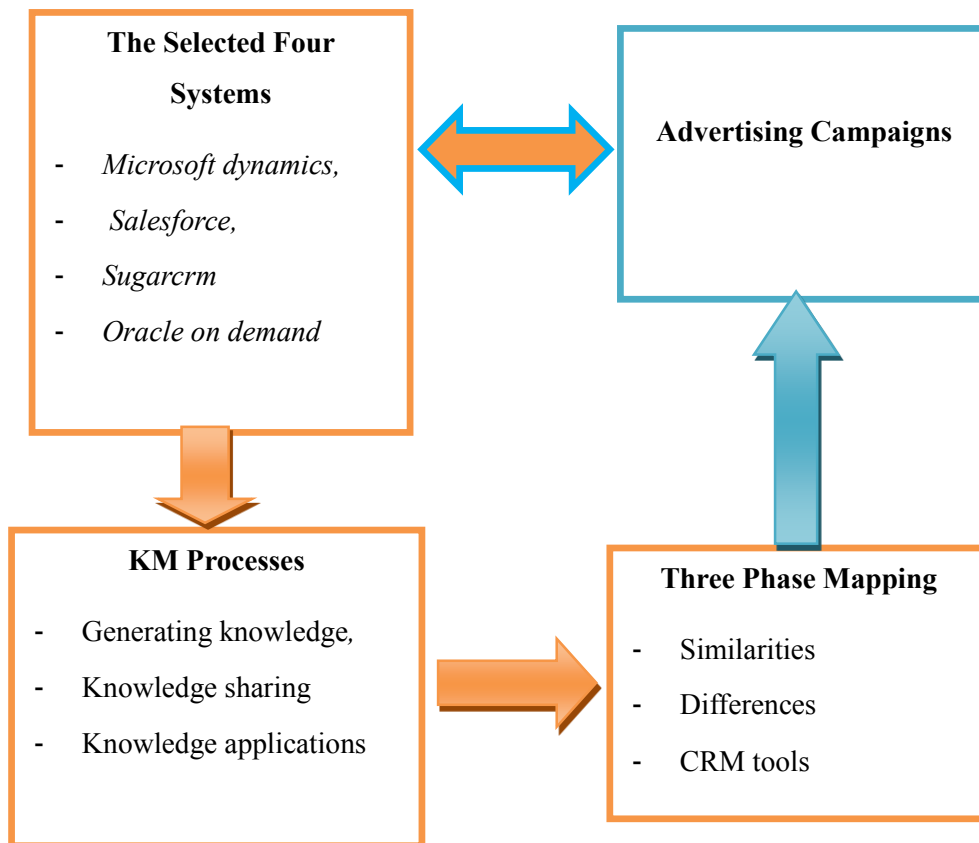 The Selected Four
Systems
- Microsoft dynamics,
- Salesforce,
- Sugarcrm
- Oracle on demand
Advertising Campaigns
KM Processes
- Generating knowledge,
- Knowledge sharing
- Knowledge applications
Three Phase Mapping
- Similarities
- Differences
- CRM tools